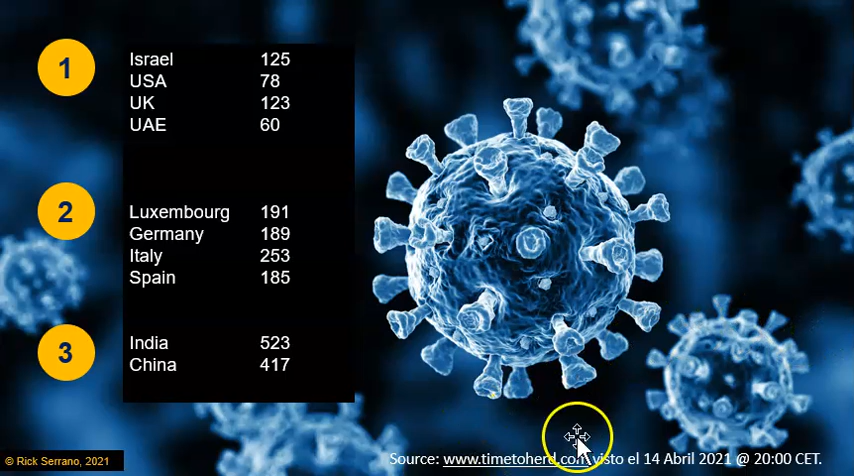 1
Israel 125
USA 78
UK 123
UAE 60
2
Luxembourg 191
Germany 189
Italy 253
Spain 185
3
India 523
China 417
Source: www.timetoherd.com visto el 14 Abril 2021 @ 20:00 CET.
© Rick Serrano, 2021